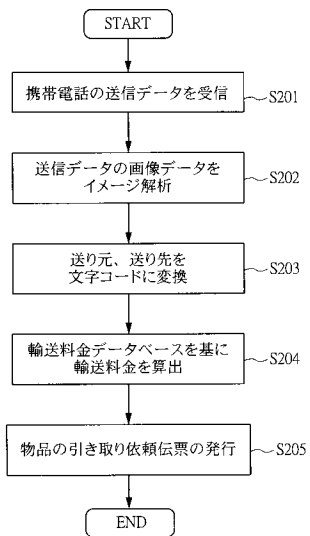 START
携帯電話の送信データを受信
S201
送信データの画像データを
イメージ解析
S202
送り元、送り先を
文字コードに変換
S203
輸送料金データベースを基に
輸送料金を算出
S204
物品の引き取り依頼伝票の発行
S205
END